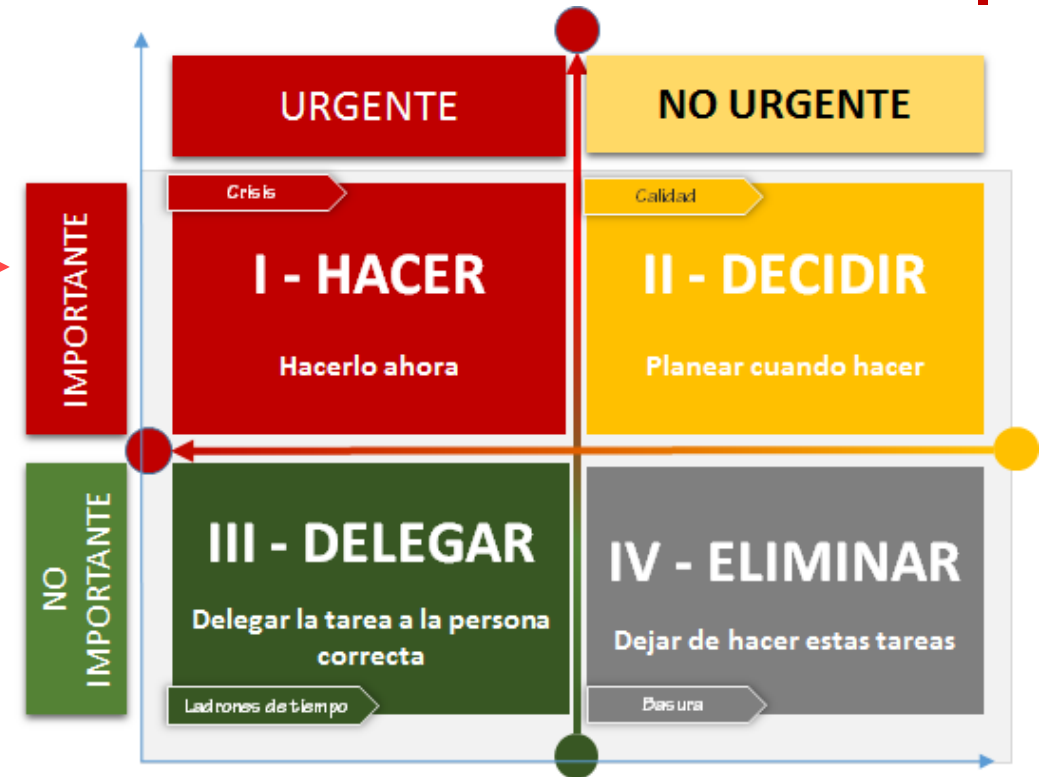 URGENTE
NO URGENTE
IMPORTANTE
Crisis
I - HACER
Hacerlo ahora
Calidad
II - DECIDIR
Planear cuando hacer
NO
IMPORTANTE
III - DELEGAR
Delegar la tarea a la persona
correcta
Ladrones de tiempo
IV - ELIMINAR
Dejar de hacer estas tareas
Basura